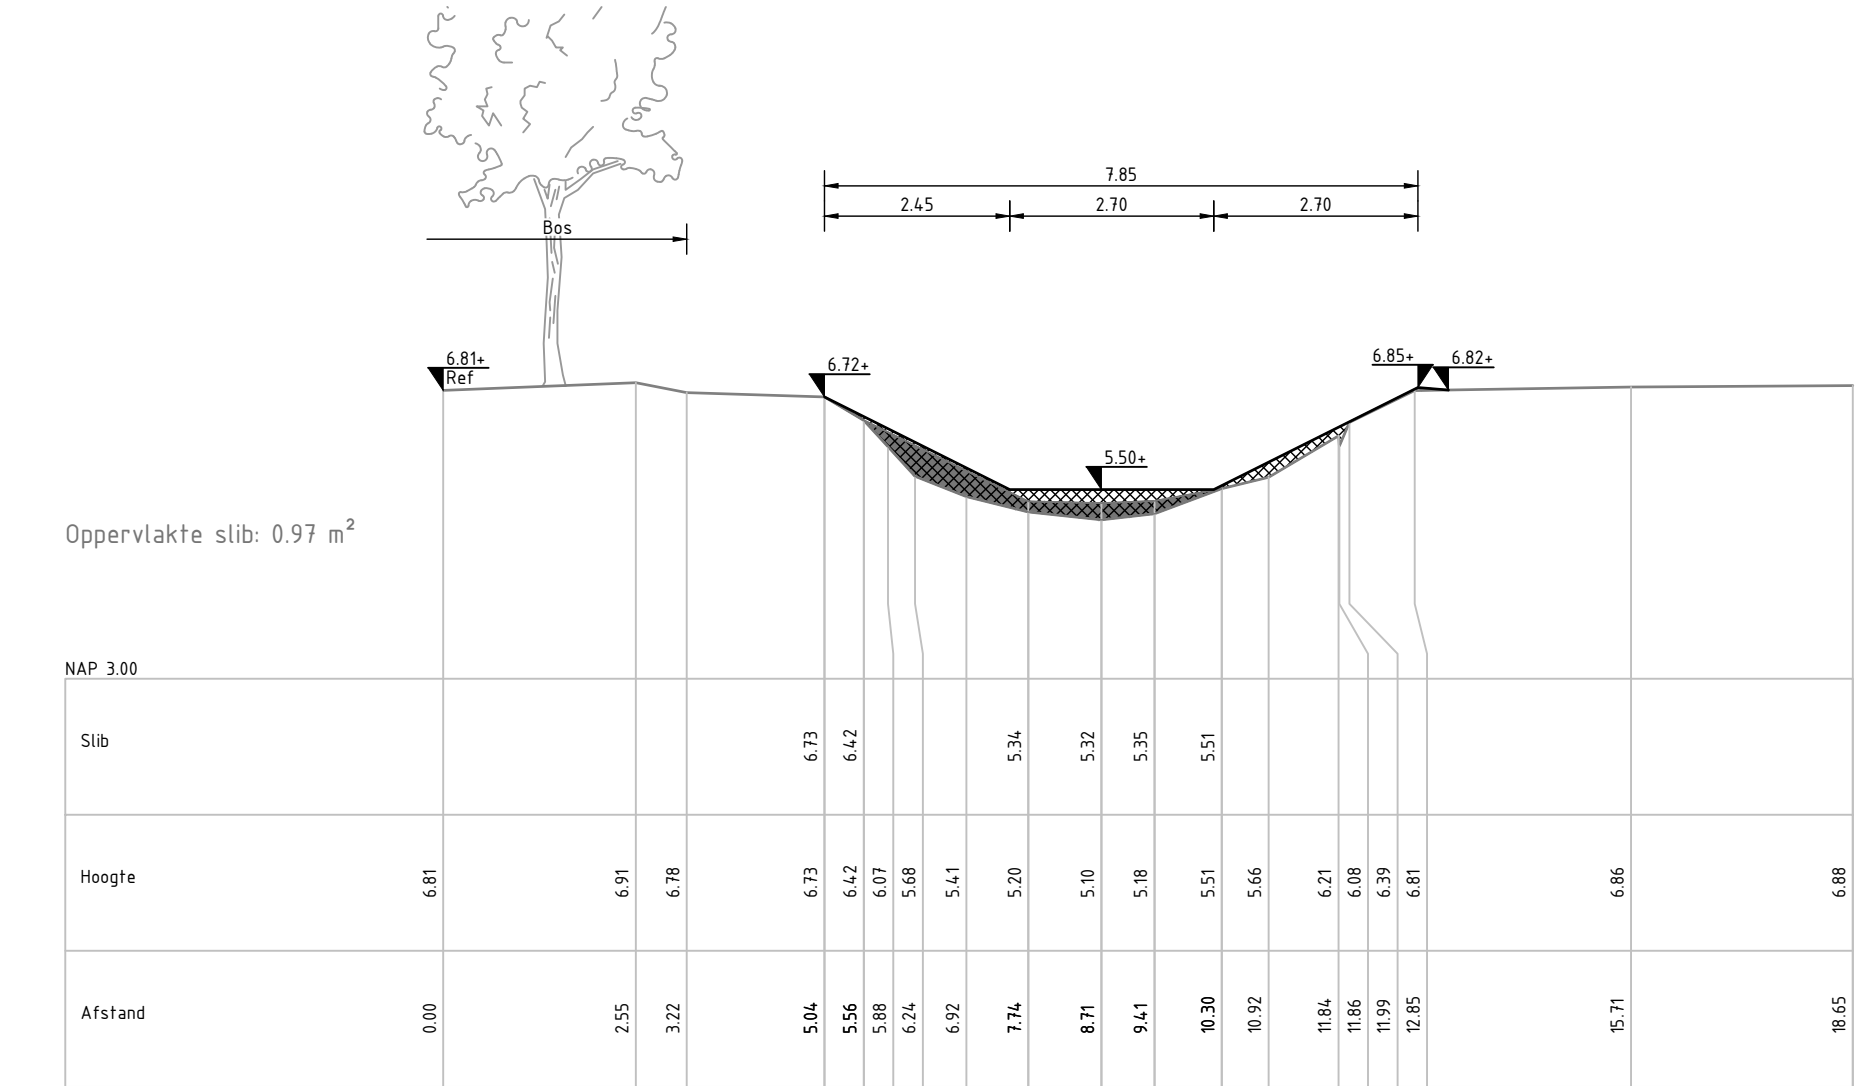 7.85
2.45 2.70 2.70
Bos
6.81+
Ref
6.72+
6.85+ 6.82+
5.50+
Oppervlakte slib: 0.97 m²
NAP 3.00
Slib 6.73 6.42 5.34 5.32 5.35 5.51
Hoogte 6.81 6.91 6.78 6.73 6.42 6.07 5.68 5.41 5.20 5.10 5.18 5.51 5.66 6.21 6.08 6.39 6.81 6.86 6.88
Afstand 0.00 2.55 3.22 5.04 5.56 5.88 6.24 6.92 7.74 8.71 9.41 10.30 10.92 11.84 11.86 11.99 12.85 15.71 18.65